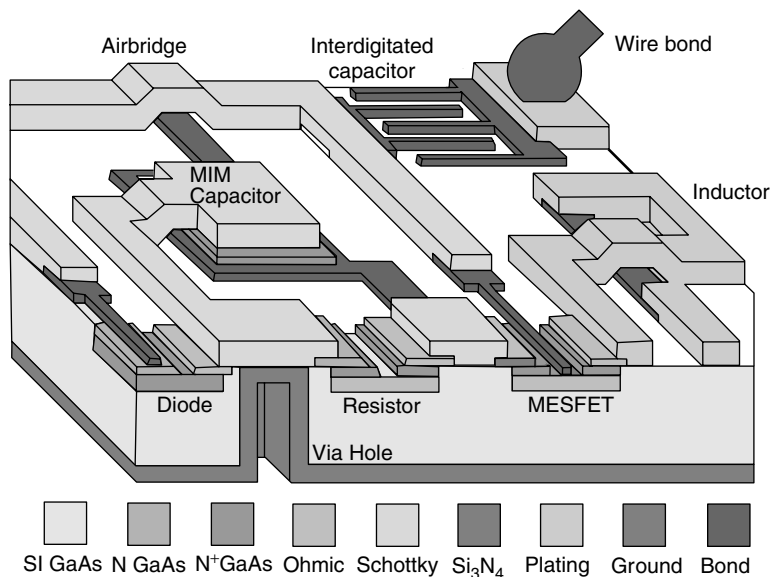 Airbridge
Interdigitated
capacitor
Wire bond
MIM
Capacitor
Inductor
Diode
Resistor
MESFET
Via Hole
SI GaAs
N GaAs
N⁺GaAs
Ohmic
Schottky
Si₃N₄
Plating
Ground
Bond